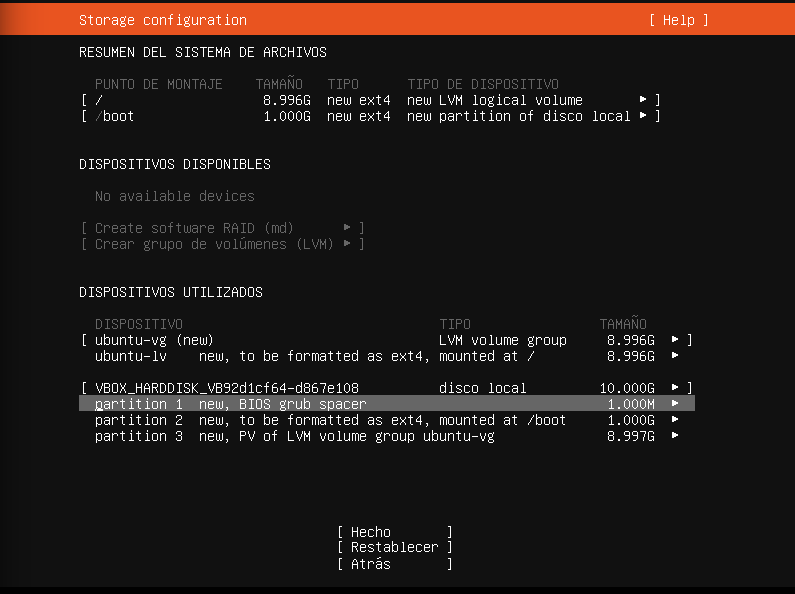 Storage configuration [ Help ]
RESUMEN DEL SISTEMA DE ARCHIVOS
PUNTO DE MONTAJE TAMAÑO TIPO TIPO DE DISPOSITIVO
[ / 8.996G new ext4 new LVM logical volume ▸ ]
[ /boot 1.000G new ext4 new partition of disco local ▸ ]
DISPOSITIVOS DISPONIBLES
No available devices
[ Create software RAID (md) ▸ ]
[ Crear grupo de volúmenes (LVM) ▸ ]
DISPOSITIVOS UTILIZADOS
DISPOSITIVO TIPO TAMAÑO
[ ubuntu-vg (new) LVM volume group 8.996G ▸ ]
ubuntu-lv new, to be formatted as ext4, mounted at / 8.996G ▸
[ VBOX_HARDDISK_VB92d1cf64-d867e108 disco local 10.000G ▸ ]
partition 1 new, BIOS grub spacer 1.000M ▸
partition 2 new, to be formatted as ext4, mounted at /boot 1.000G ▸
partition 3 new, PV of LVM volume group ubuntu-vg 8.997G ▸
[ Hecho ]
[ Restablecer ]
[ Atrás ]